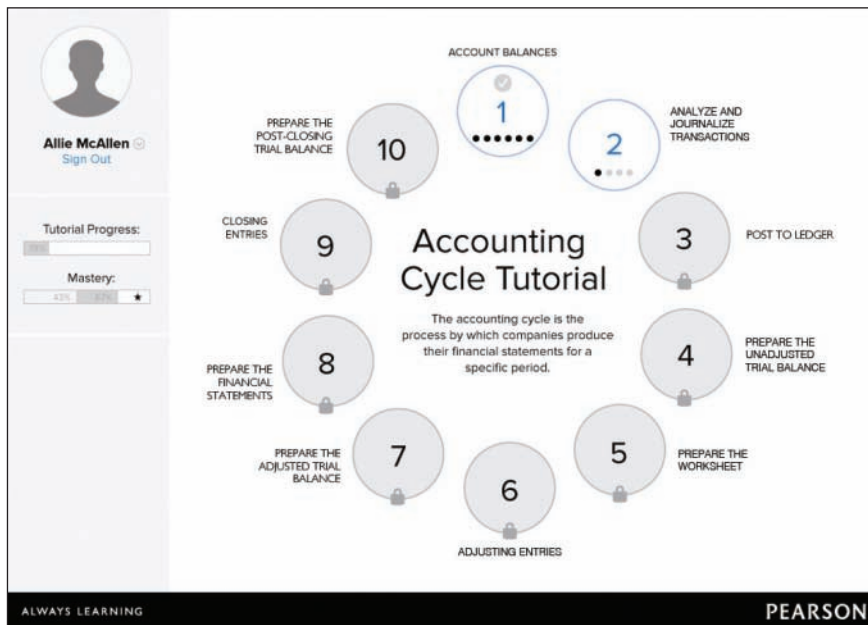 Allie McAllen
Sign Out
Tutorial Progress:
Mastery:
43%
ACCOUNT BALANCES
1
ANALYZE AND
JOURNALIZE
TRANSACTIONS
2
3
POST TO LEDGER
4
PREPARE THE
UNADJUSTED
TRIAL BALANCE
5
PREPARE THE
WORKSHEET
6
ADJUSTING ENTRIES
7
PREPARE THE
ADJUSTED TRIAL
BALANCE
8
PREPARE THE
FINANCIAL
STATEMENTS
9
CLOSING
ENTRIES
10
PREPARE THE
POST-CLOSING
TRIAL BALANCE
Accounting
Cycle Tutorial
The accounting cycle is the
process by which companies produce
their financial statements for a
specific period.
ALWAYS LEARNING
PEARSON